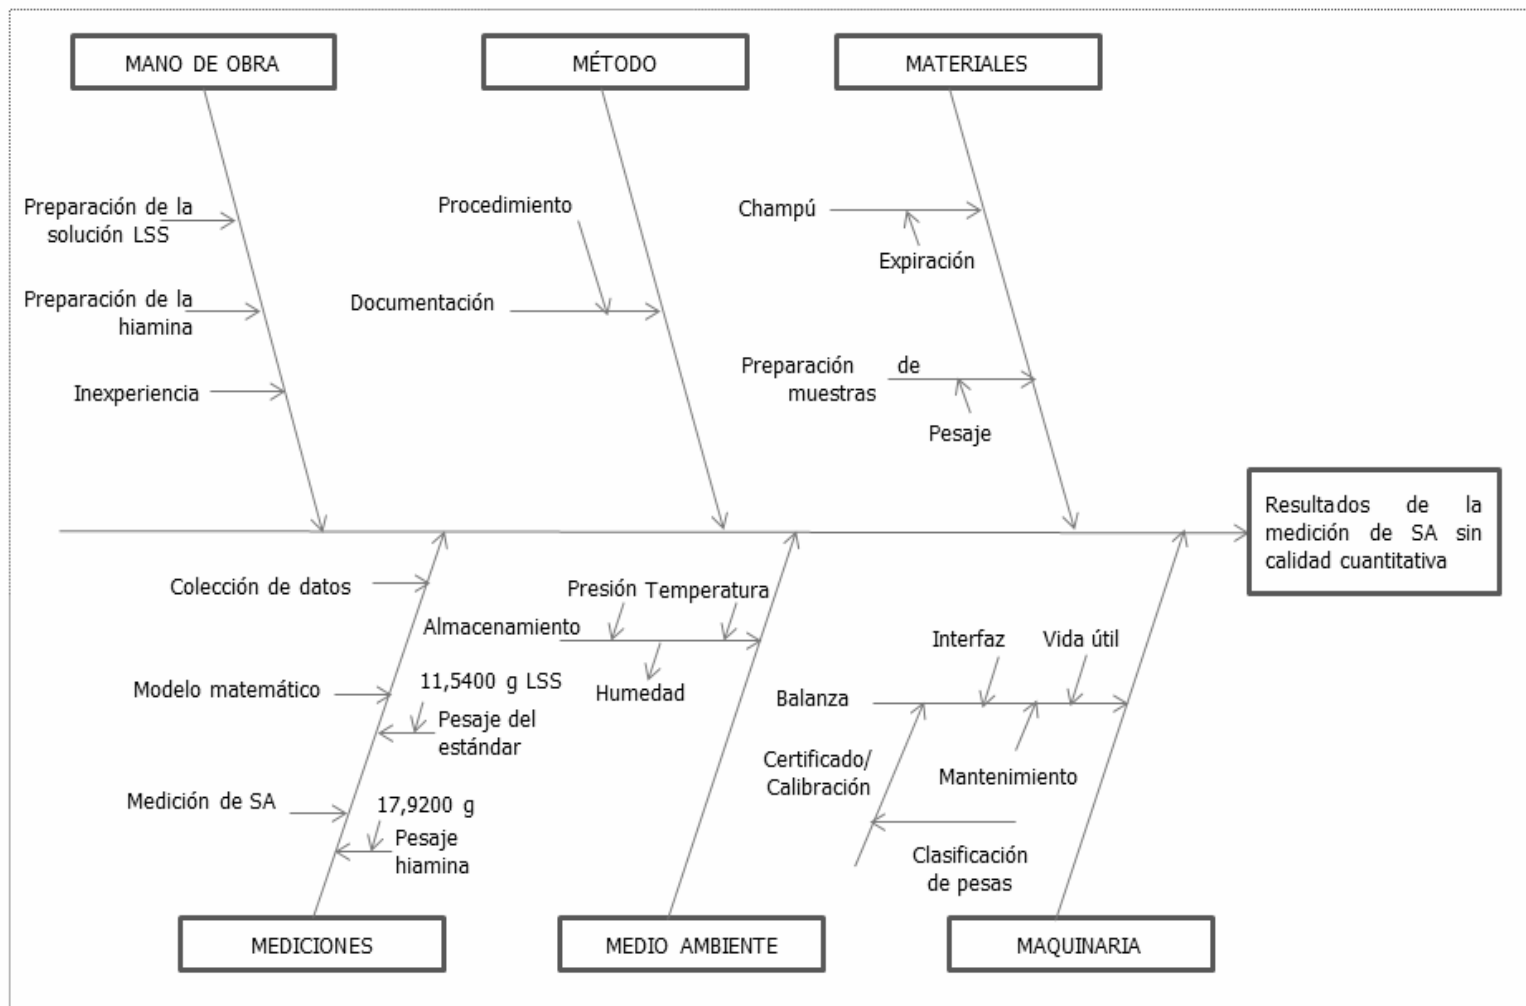 MANO DE OBRA
MÉTODO
MATERIALES
Preparación de la
solución LSS
Preparación de la
hiamina
Inexperiencia
Procedimiento
Documentación
Champú
Expiración
Preparación de
muestras
Pesaje
Resultados de la
medición de SA sin
calidad cuantitativa
Colección de datos
Modelo matemático
11,5400 g LSS
Pesaje del
estándar
Medición de SA
17,9200 g
Pesaje
hiamina
Presión
Temperatura
Almacenamiento
Humedad
Interfaz
Vida útil
Balanza
Certificado/
Calibración
Mantenimiento
Clasificación
de pesas
MEDICIONES
MEDIO AMBIENTE
MAQUINARIA